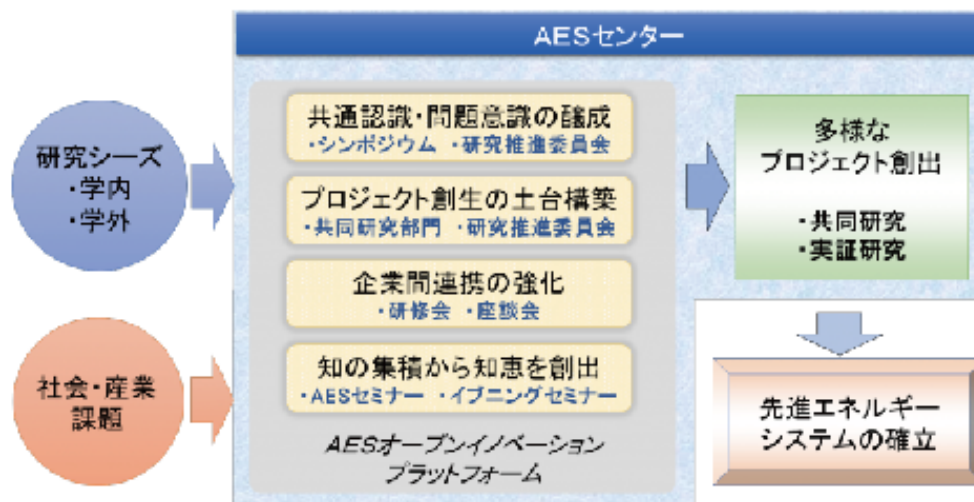 AESセンター
研究シーズ
・学内
・学外
社会・産業
課題
共通認識・問題意識の醸成
・シンポジウム ・研究推進委員会
プロジェクト創生の土台構築
・共同研究部門 ・研究推進委員会
企業間連携の強化
・研修会 ・座談会
知の集積から知恵を創出
・AESセミナー ・イブニングセミナー
AESオープンイノベーション
プラットフォーム
多様な
プロジェクト創出
・共同研究
・実証研究
先進エネルギー
システムの確立